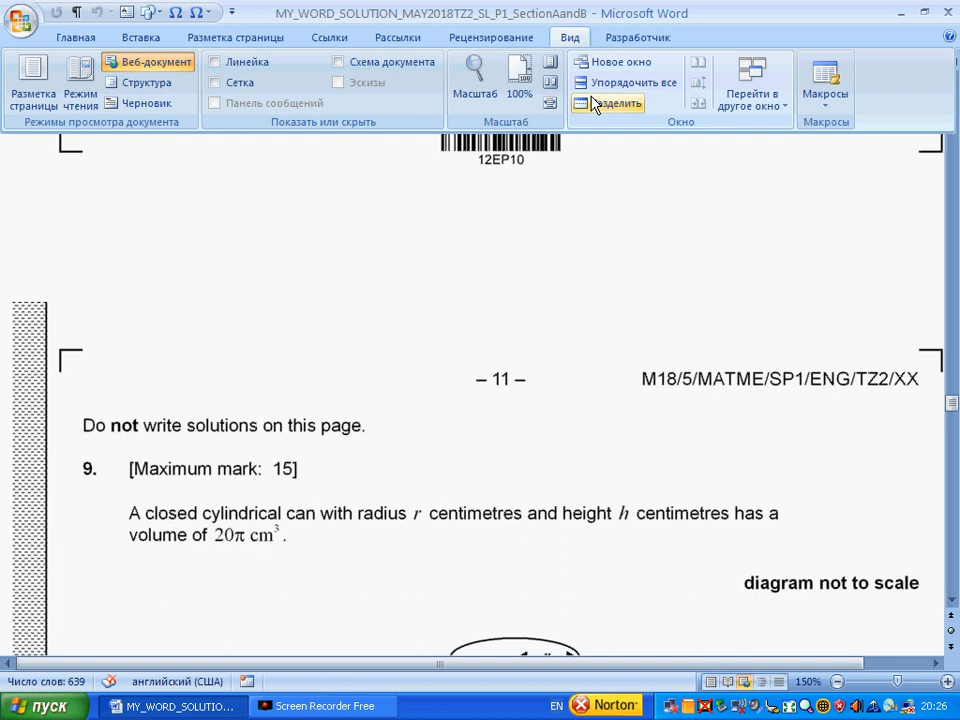 MY_WORD_SOLUTION_MAY2018TZ2_SL_P1_SectionAandB - Microsoft Word
Главная Вставка Разметка страницы Ссылки Рассылки Рецензирование Вид Разработчик
Разметка страницы
Режим чтения
Веб-документ
Структура
Черновик
Режимы просмотра документа
Линейка
Сетка
Панель сообщений
Схема документа
Эскизы
Показать или скрыть
Масштаб
100%
Масштаб
Новое окно
Упорядочить все
Перейти в другое окно
Окно
Макросы
Макросы
12EP10
– 11 –
M18/5/MATME/SP1/ENG/TZ2/XX
Do not write solutions on this page.
9. [Maximum mark: 15]
A closed cylindrical can with radius r centimetres and height h centimetres has a
volume of 20π cm³.
diagram not to scale
Число слов: 639 английский (США) 150%
пуск MY_WORD_SOLUTIO... Screen Recorder Free EN Norton 20:26